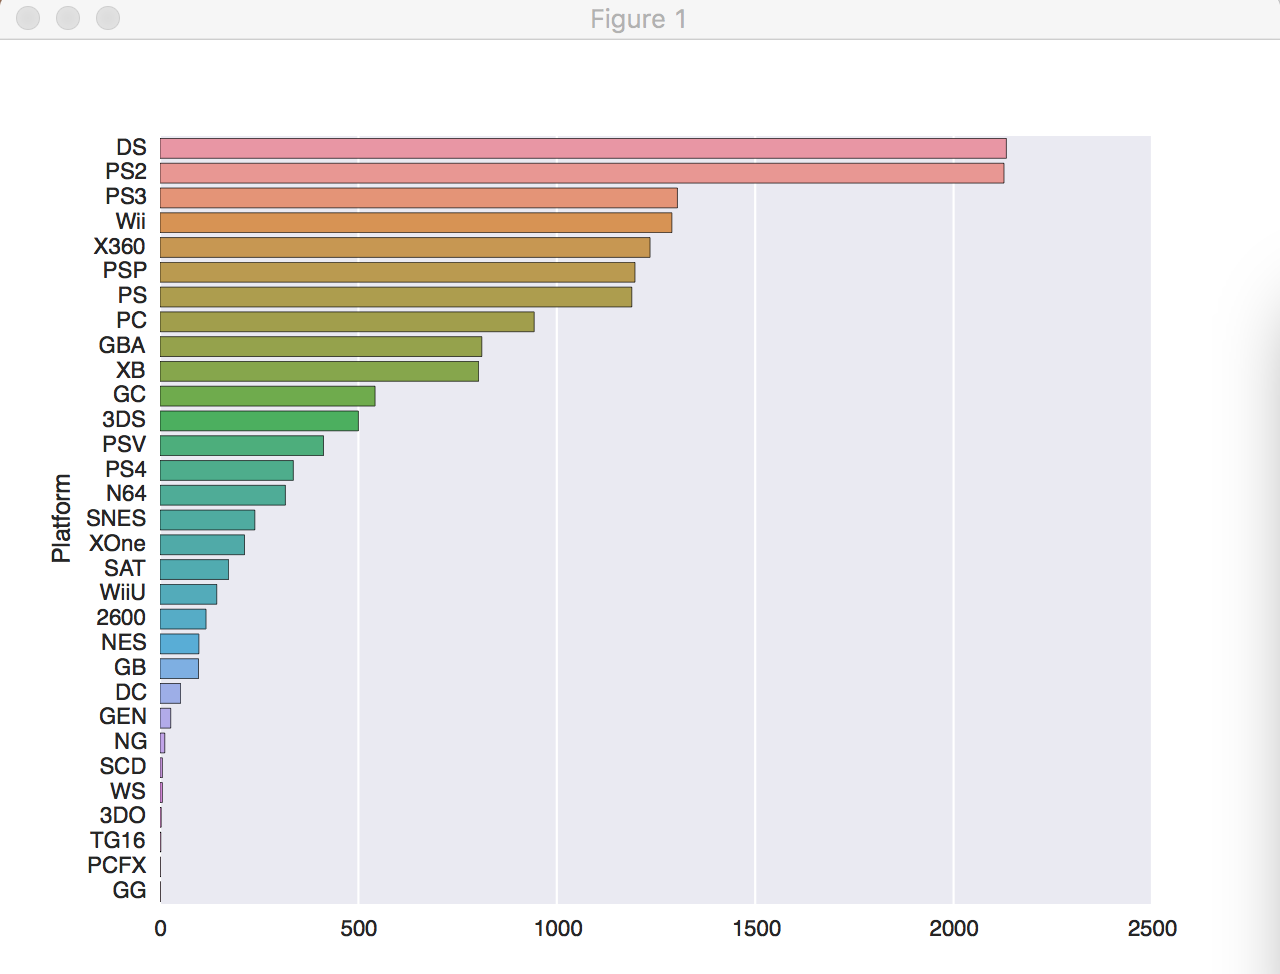 Figure 1
DS
PS2
PS3
Wii
X360
PSP
PS
PC
GBA
XB
GC
3DS
PSV
PS4
N64
SNES
XOne
SAT
WiiU
2600
NES
GB
DC
GEN
NG
SCD
WS
3DO
TG16
PCFX
GG
Platform
0 500 1000 1500 2000 2500